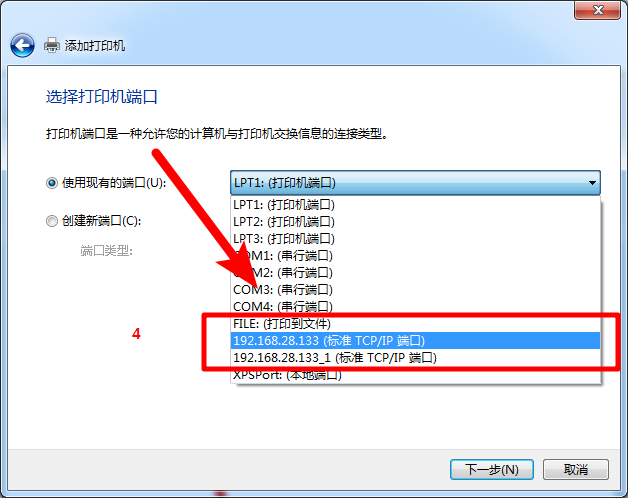 添加打印机
选择打印机端口
打印机端口是一种允许您的计算机与打印机交换信息的连接类型。
使用现有的端口(U):
LPT1: (打印机端口)
LPT1: (打印机端口)
LPT2: (打印机端口)
LPT3: (打印机端口)
COM1: (串行端口)
COM2: (串行端口)
COM3: (串行端口)
COM4: (串行端口)
FILE: (打印到文件)
192.168.28.133 (标准 TCP/IP 端口)
192.168.28.133_1 (标准 TCP/IP 端口)
XPSPort: (本地端口)
创建新端口(C):
端口类型:
4
下一步(N)
取消